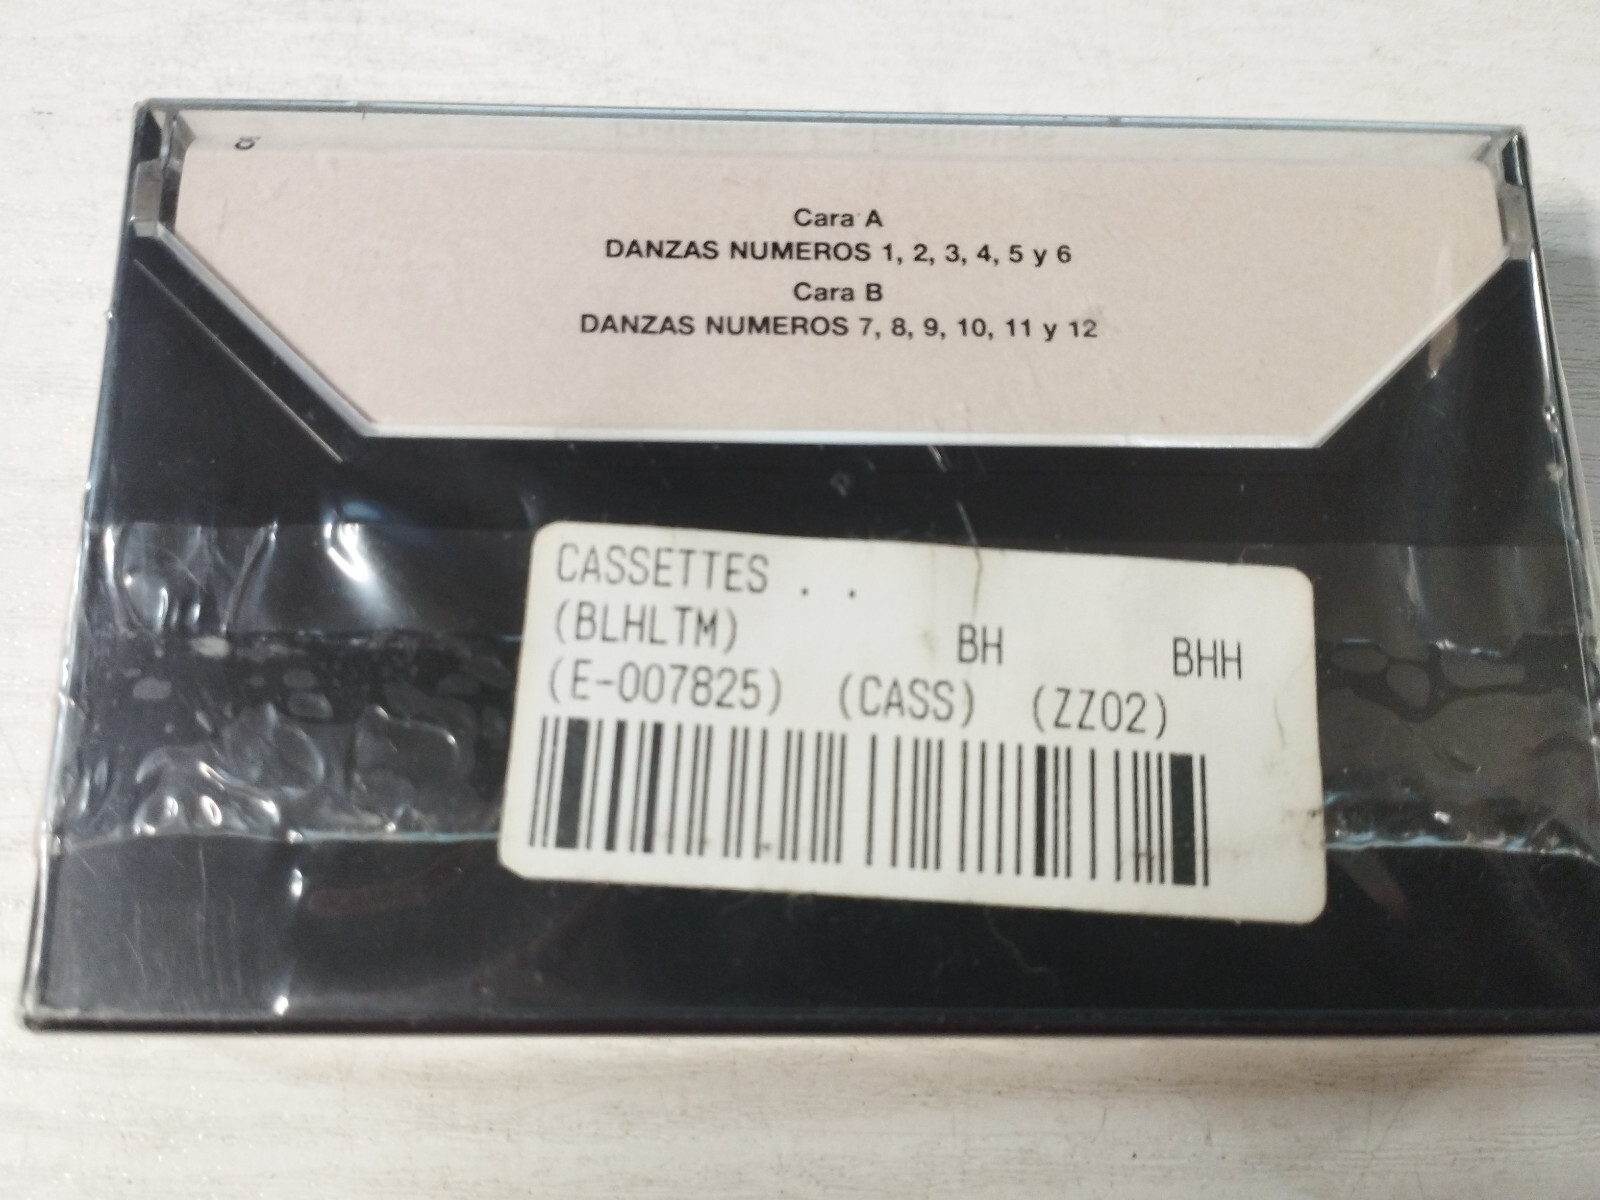 Cara A
DANZAS NUMEROS 1, 2, 3, 4, 5 y 6
Cara B
DANZAS NUMEROS 7, 8, 9, 10, 11 y 12
CASSETTES . .
(BLHLTM) BH BHH
(E-007825) (CASS) (ZZ02)